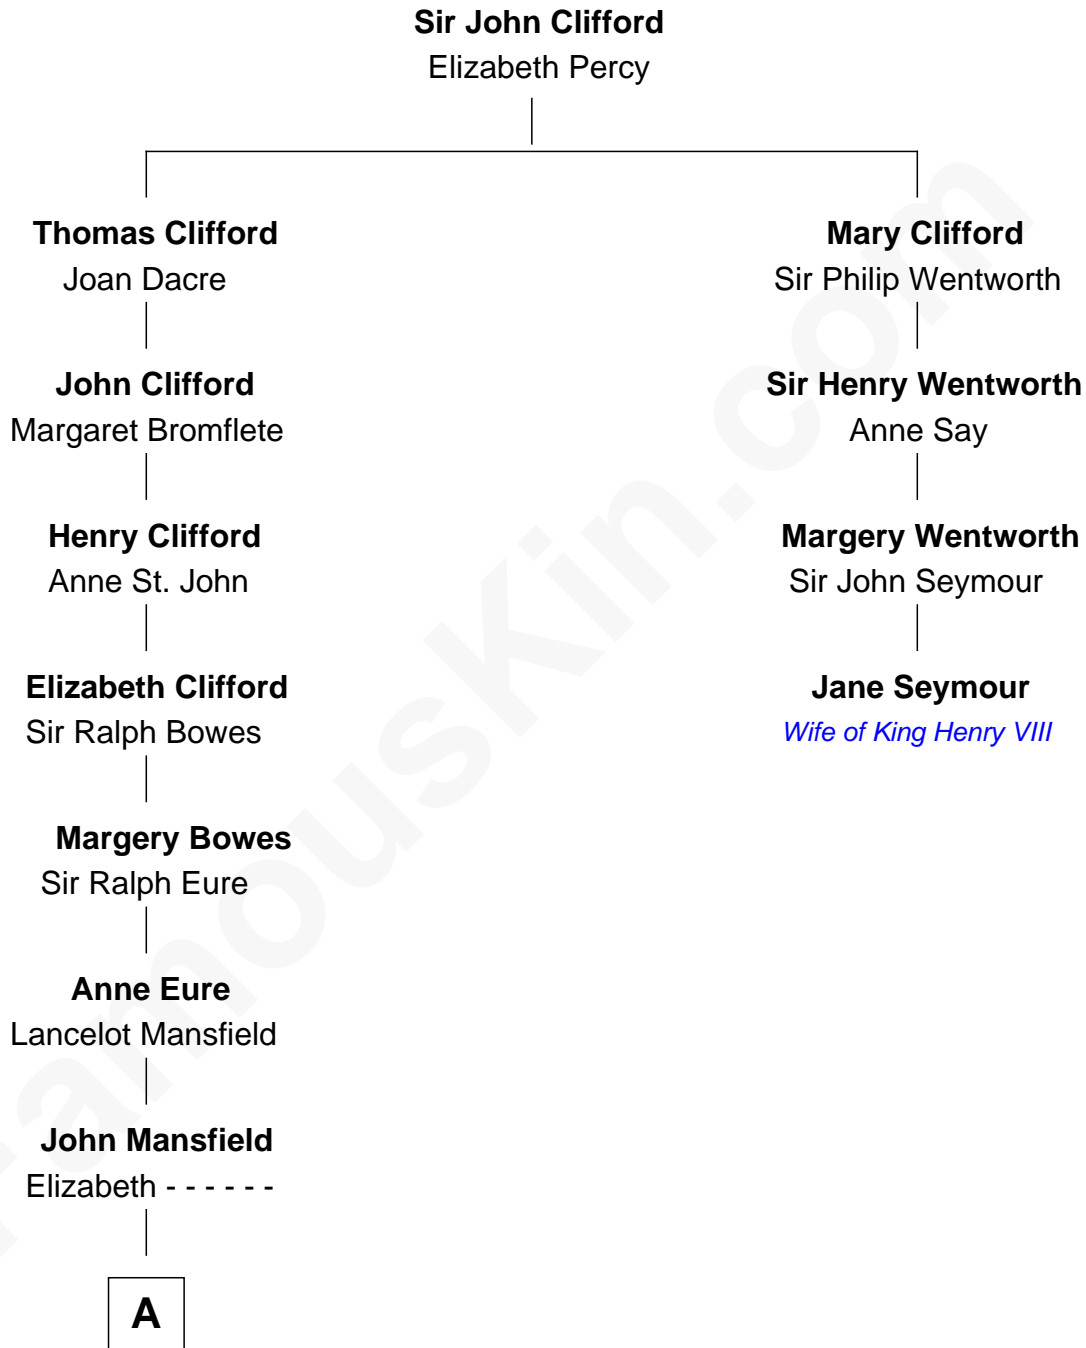 Sir John Clifford
Elizabeth Percy
Thomas Clifford
Joan Dacre
Mary Clifford
Sir Philip Wentworth
John Clifford
Margaret Bromflete
Sir Henry Wentworth
Anne Say
Henry Clifford
Anne St. John
Margery Wentworth
Sir John Seymour
Elizabeth Clifford
Sir Ralph Bowes
Jane Seymour
Wife of King Henry VIII
Margery Bowes
Sir Ralph Eure
Anne Eure
Lancelot Mansfield
John Mansfield
Elizabeth - - - - - -
A
FamousKin.com